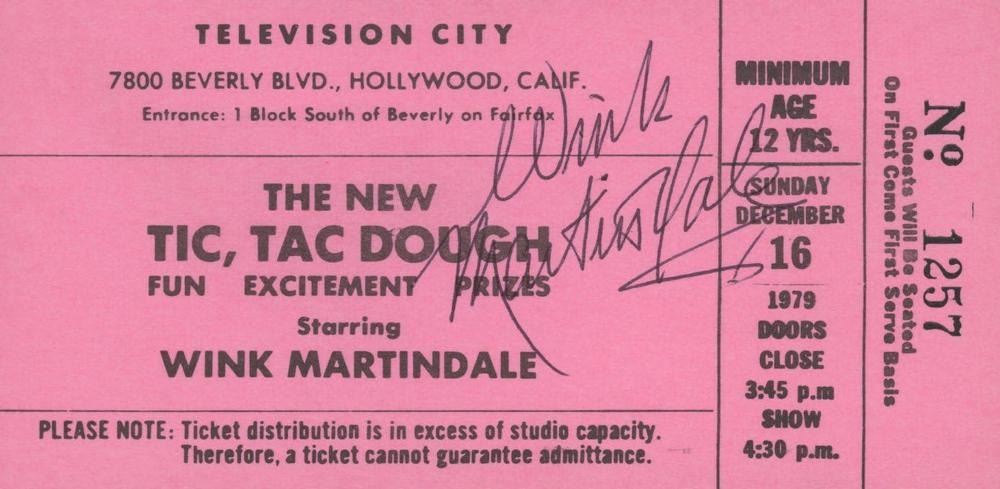 TELEVISION CITY
7800 BEVERLY BLVD., HOLLYWOOD, CALIF.
Entrance: 1 Block South of Beverly on Fairfax
THE NEW
TIC, TAC DOUGH
FUN EXCITEMENT PRIZES
Starring
WINK MARTINDALE
PLEASE NOTE: Ticket distribution is in excess of studio capacity.
Therefore, a ticket cannot guarantee admittance.
Wink
Martindale
MINIMUM
AGE
12 YRS.
SUNDAY
DECEMBER
16
1979
DOORS
CLOSE
3:45 p.m
SHOW
4:30 p.m.
No. 1257
Guests Will Be Seated
On First Come First Serve Basis